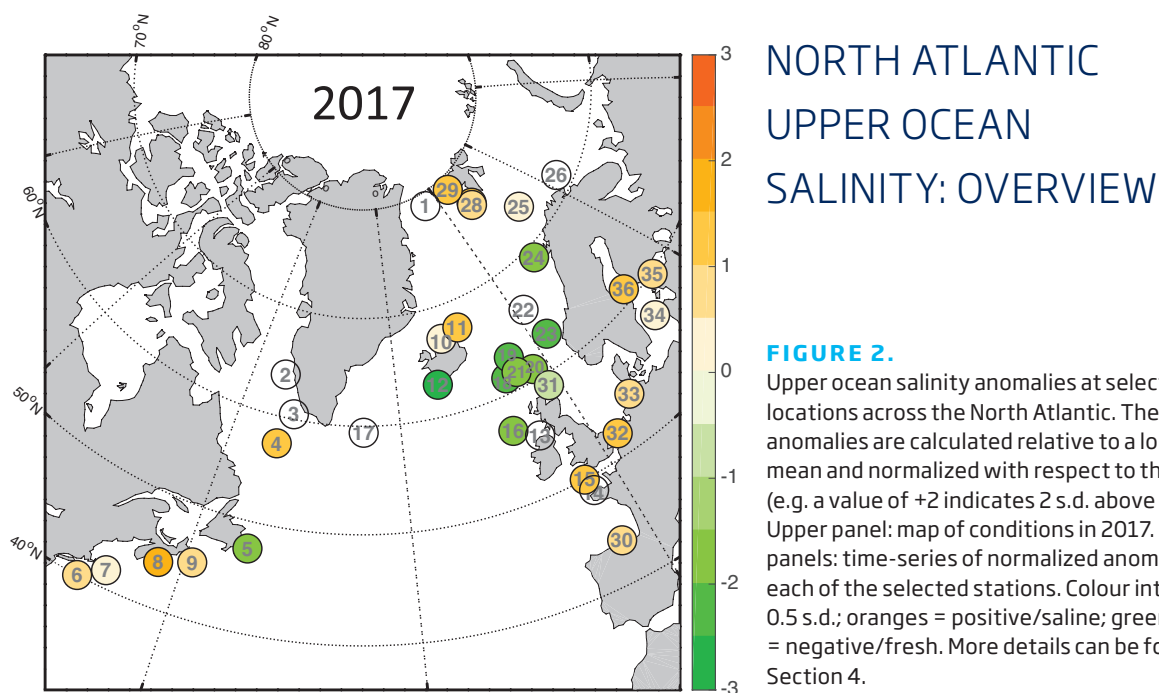 70°N
80°N
2017
60°N
50°N
40°N
29
1
28
25
26
24
35
36
34
22
23
11
10
12
20
21
31
33
2
3
4
17
16
13
32
15
30
5
6
7
8
9
3
2
1
0
-1
-2
-3
NORTH ATLANTIC
UPPER OCEAN
SALINITY: OVERVIEW
FIGURE 2.
Upper ocean salinity anomalies at select
locations across the North Atlantic. The
anomalies are calculated relative to a lo
mean and normalized with respect to th
(e.g. a value of +2 indicates 2 s.d. above
Upper panel: map of conditions in 2017.
panels: time-series of normalized anom
each of the selected stations. Colour int
0.5 s.d.; oranges = positive/saline; green
= negative/fresh. More details can be fo
Section 4.